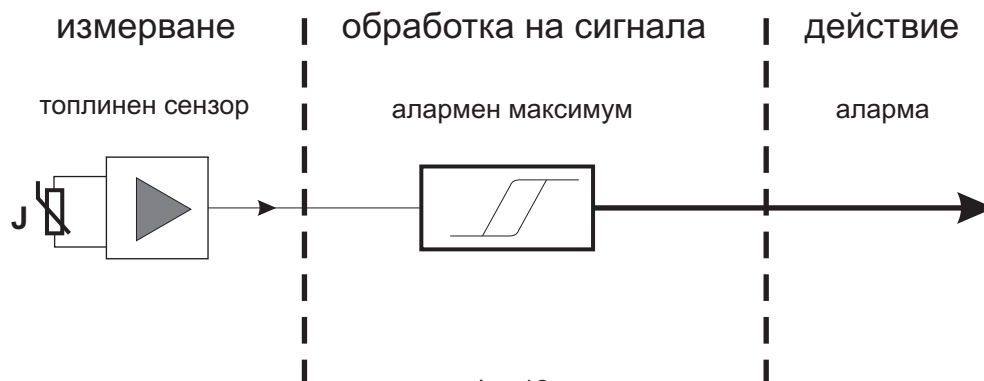 измерване обработка на сигнала действие
топлинен сензор алармен максимум аларма
J